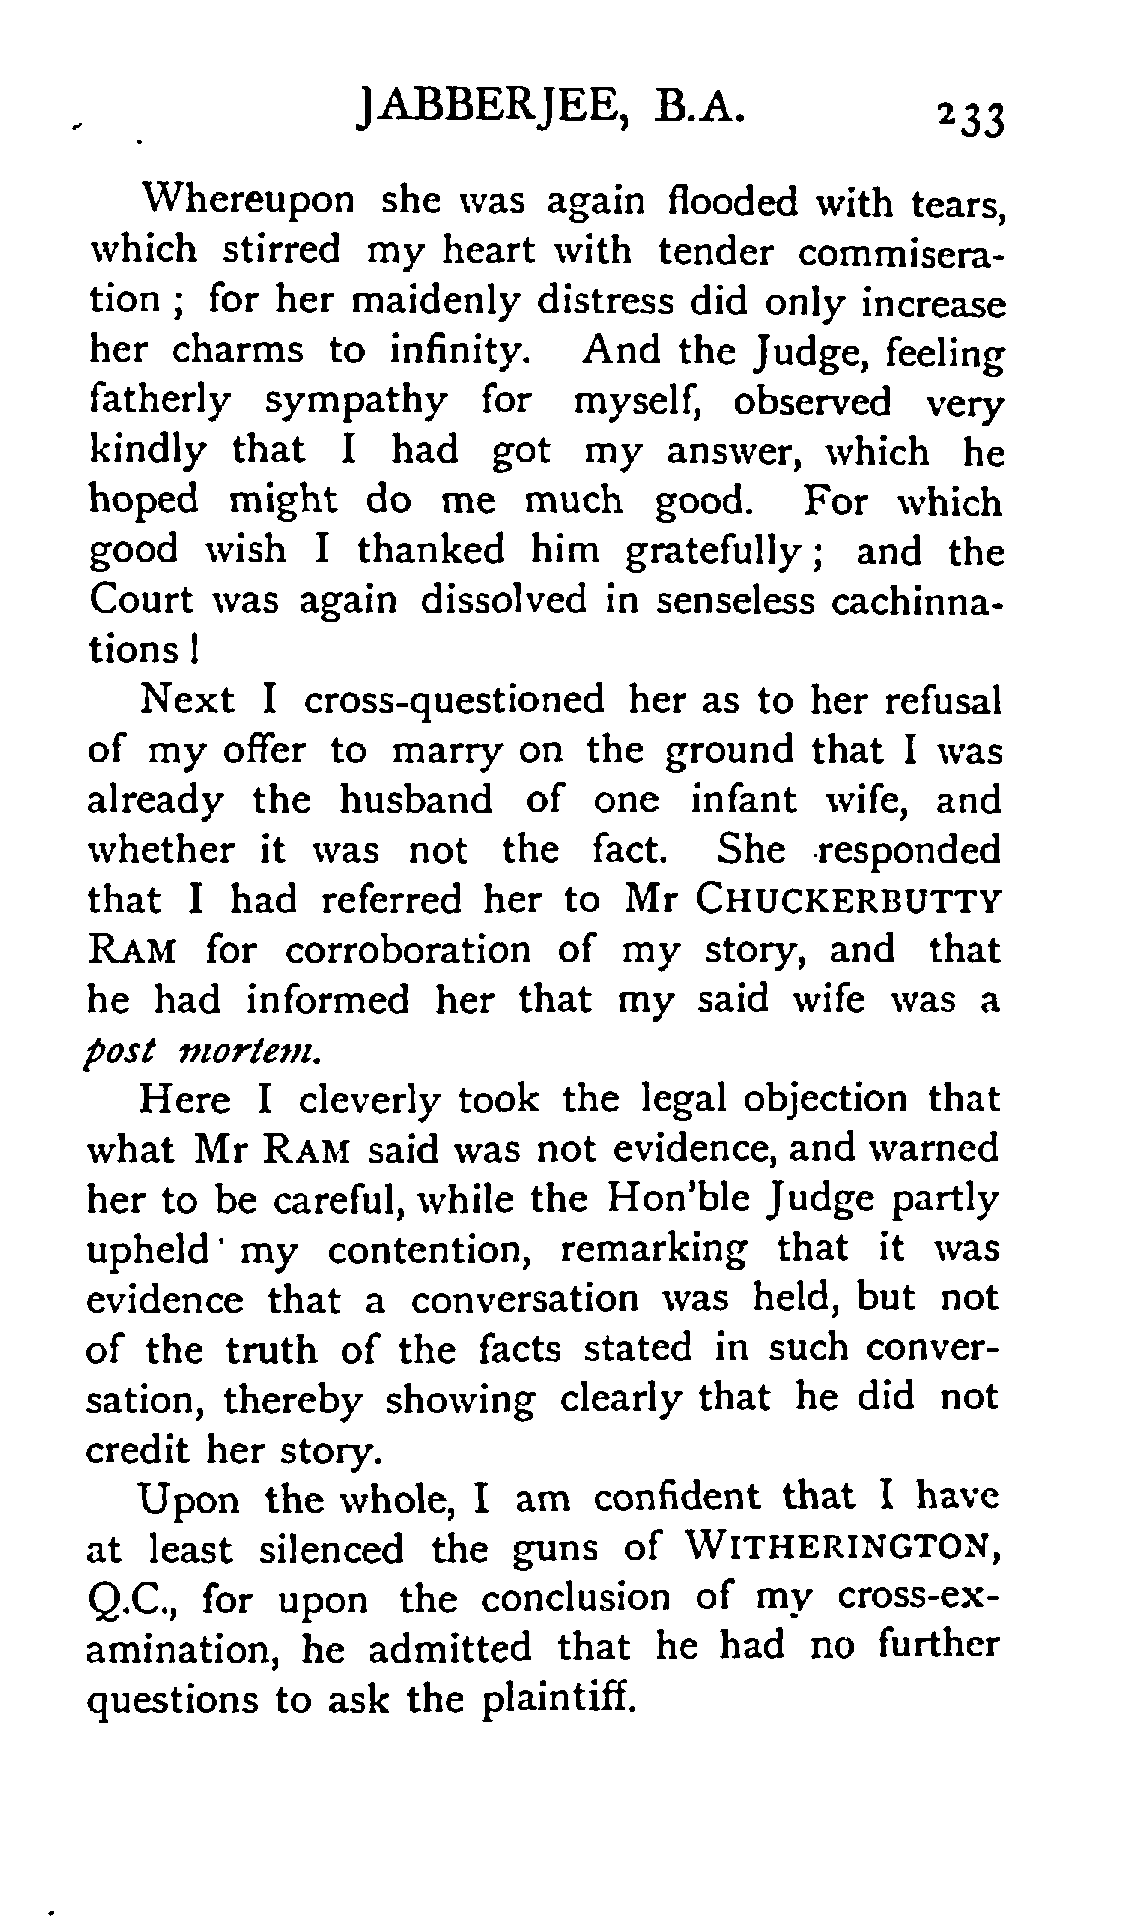 JABBERJEE, B.A. 233
Whereupon she was again flooded with tears,
which stirred my heart with tender commisera-
tion ; for her maidenly distress did only increase
her charms to infinity. And the Judge, feeling
fatherly sympathy for myself, observed very
kindly that I had got my answer, which he
hoped might do me much good. For which
good wish I thanked him gratefully ; and the
Court was again dissolved in senseless cachinna-
tions !
Next I cross-questioned her as to her refusal
of my offer to marry on the ground that I was
already the husband of one infant wife, and
whether it was not the fact. She responded
that I had referred her to Mr CHUCKERBUTTY
RAM for corroboration of my story, and that
he had informed her that my said wife was a
post mortem.
Here I cleverly took the legal objection that
what Mr RAM said was not evidence, and warned
her to be careful, while the Hon'ble Judge partly
upheld my contention, remarking that it was
evidence that a conversation was held, but not
of the truth of the facts stated in such conver-
sation, thereby showing clearly that he did not
credit her story.
Upon the whole, I am confident that I have
at least silenced the guns of WITHERINGTON,
Q.C., for upon the conclusion of my cross-ex-
amination, he admitted that he had no further
questions to ask the plaintiff.